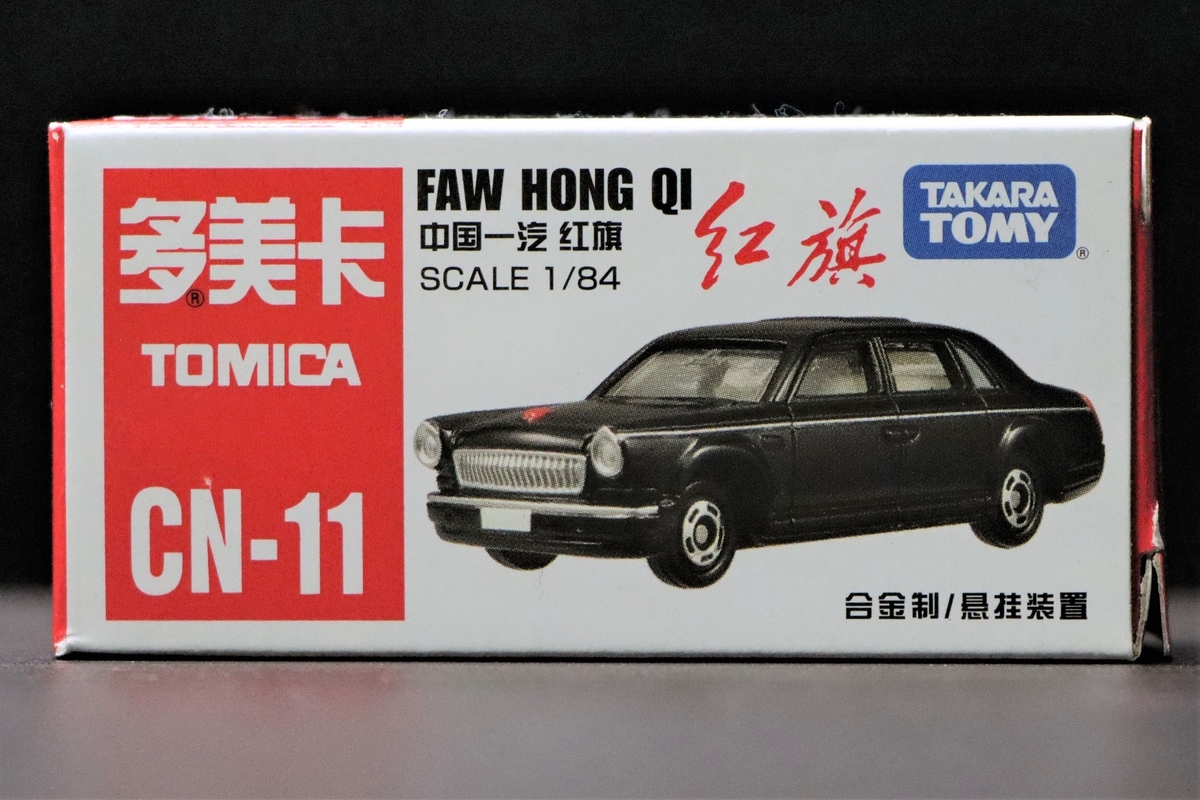 多美卡
®
TOMICA
CN-11
FAW HONG QI
中国一汽 红旗
SCALE 1/84
红旗
TAKARA
TOMY
®
合金制/悬挂装置